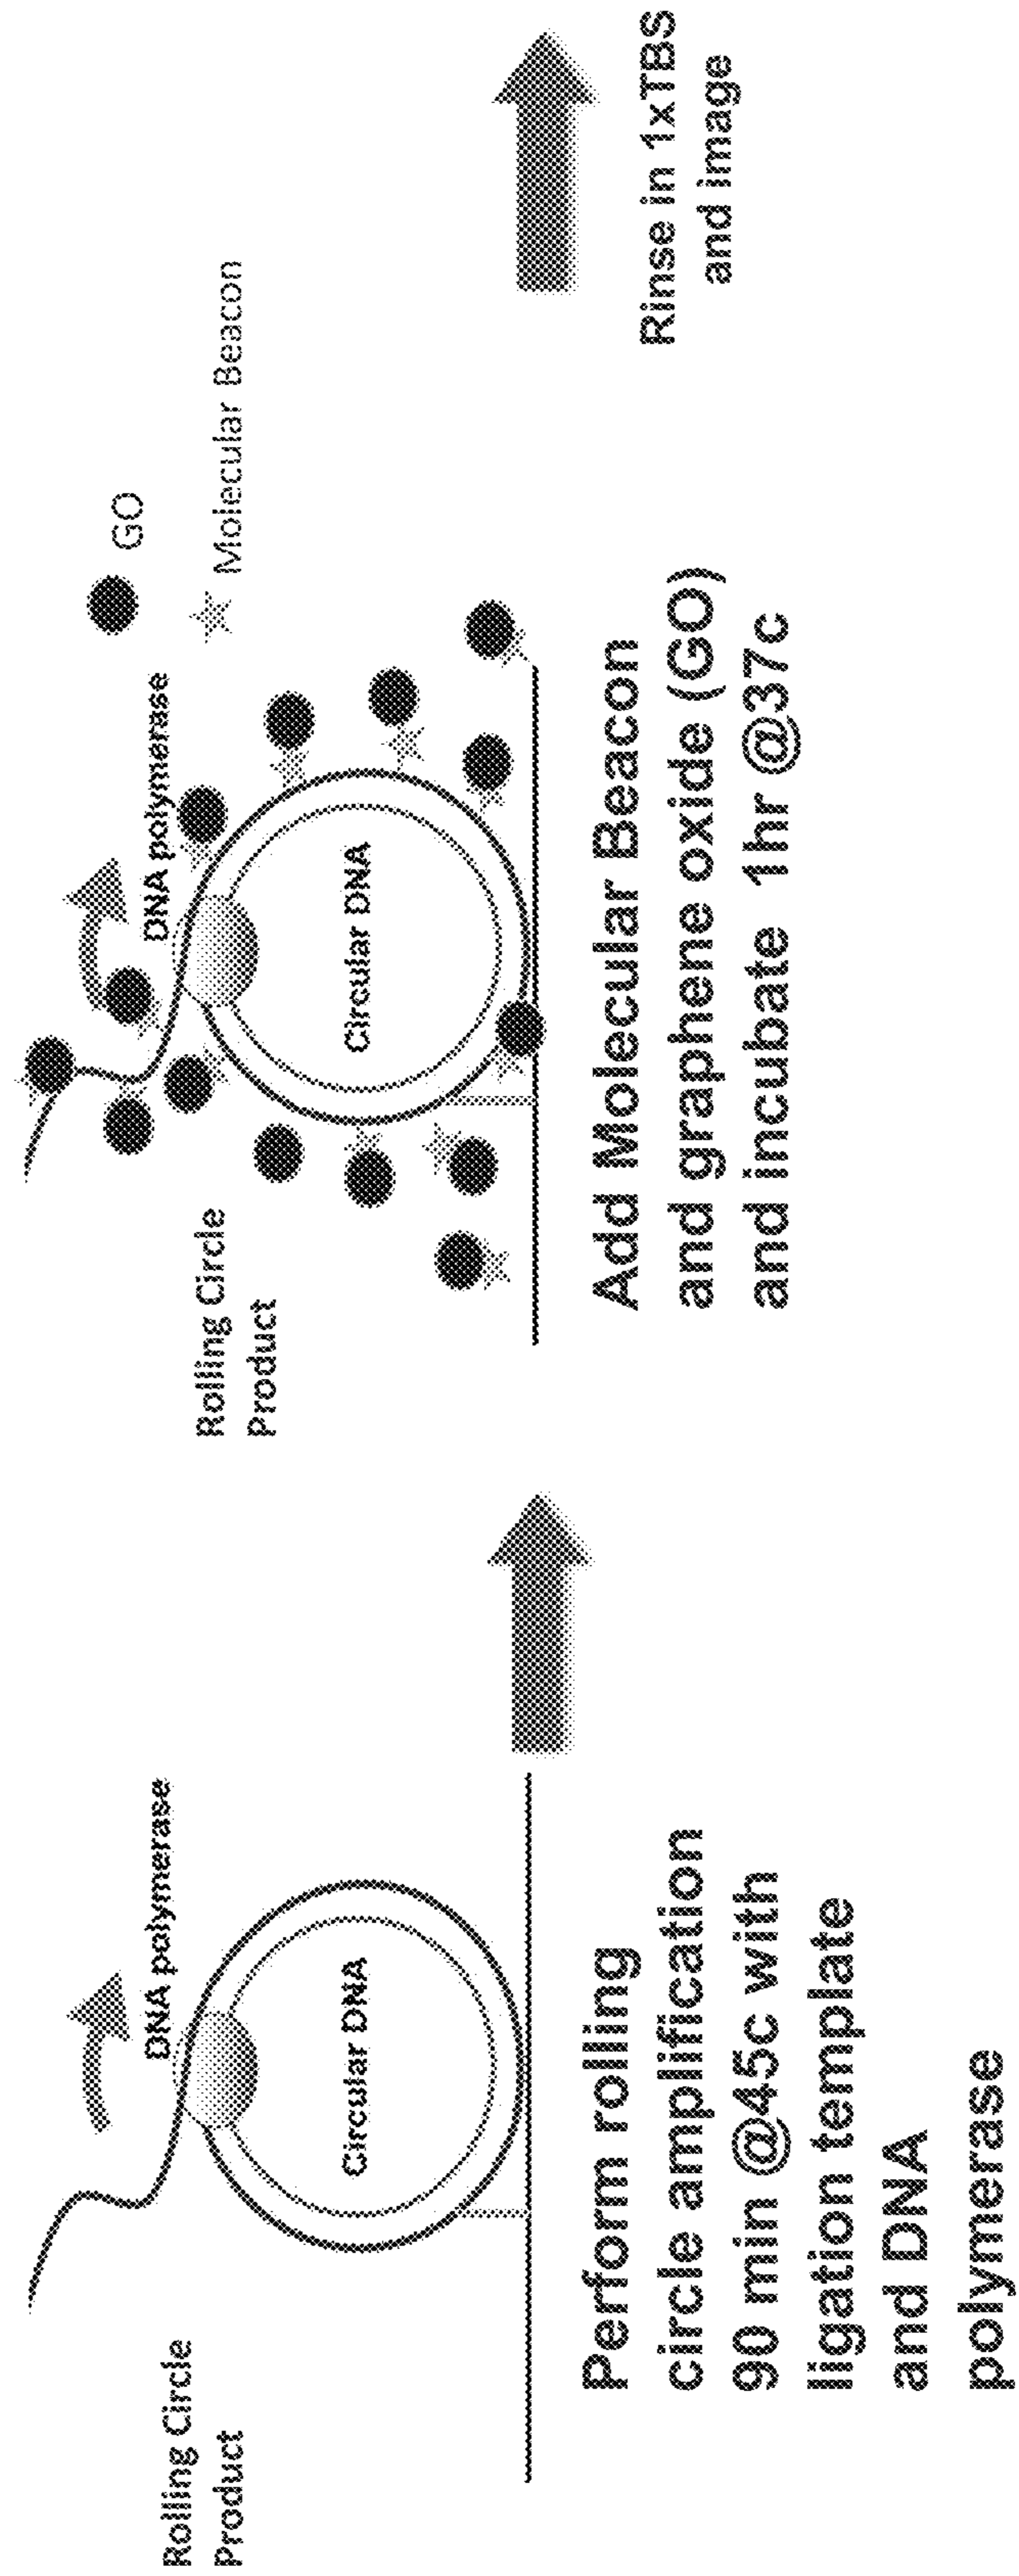 Rolling Circle
Product
DNA polymerase
Circular DNA
Perform rolling
circle amplification
90 min @45c with
ligation template
and DNA
polymerase
Rolling Circle
Product
DNA polymerase
Circular DNA
GO
Molecular Beacon
Add Molecular Beacon
and graphene oxide (GO)
and incubate 1hr @37c
Rinse in 1xTBS
and image